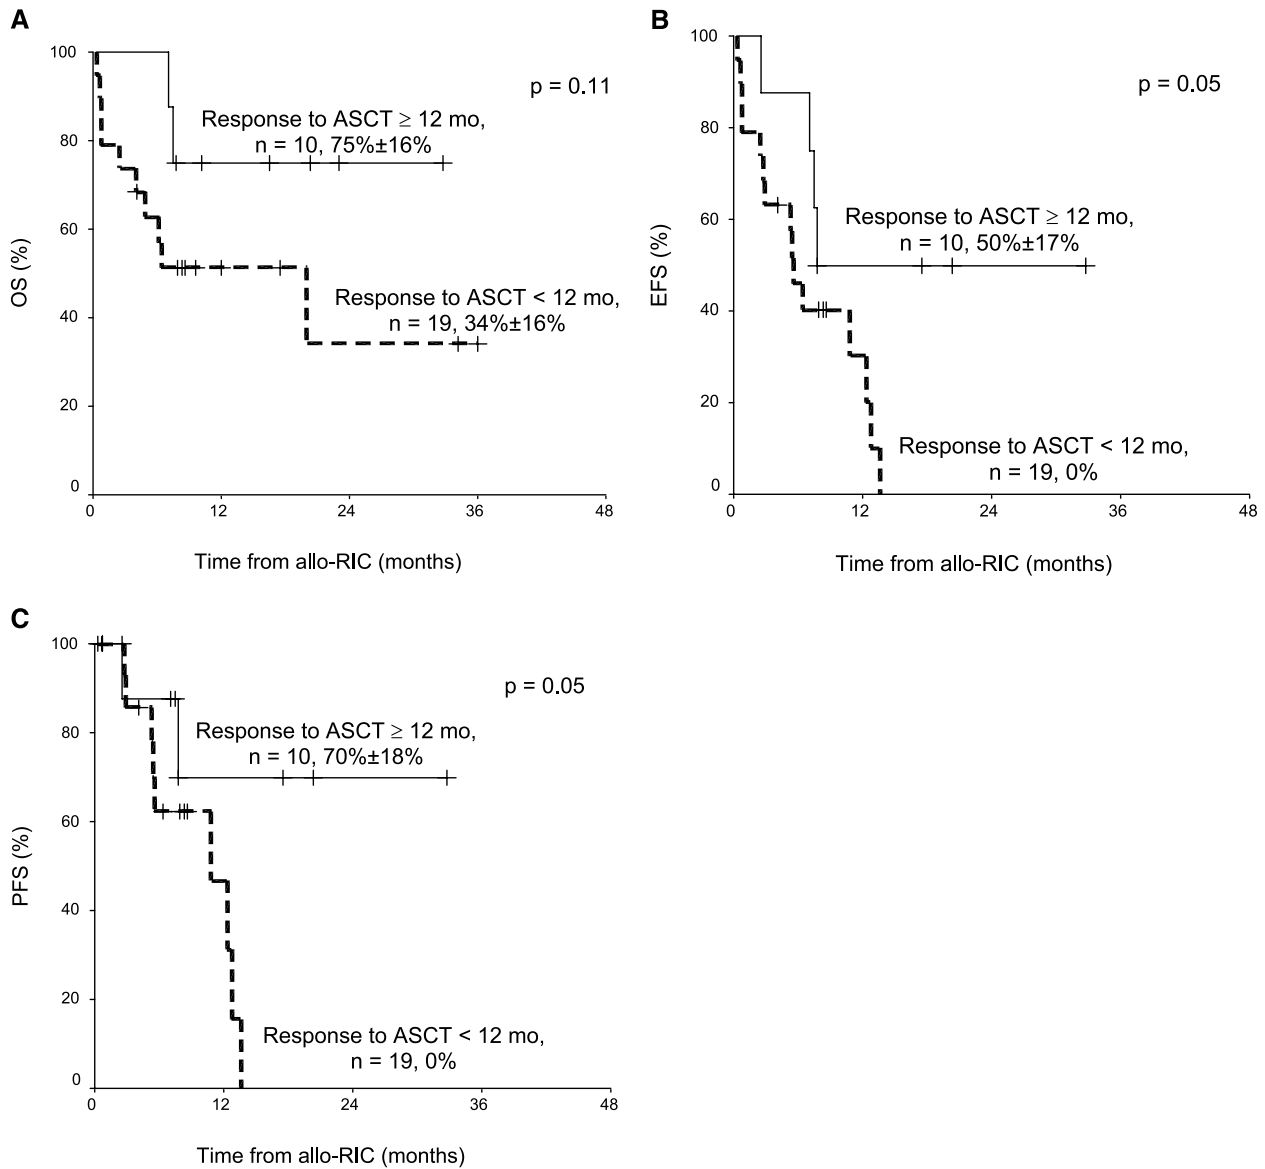 A
100
80
60
40
20
0
OS (%)
p = 0.11
Response to ASCT ≥ 12 mo,
n = 10, 75%±16%
Response to ASCT < 12 mo,
n = 19, 34%±16%
0 12 24 36 48
Time from allo-RIC (months)
B
100
80
60
40
20
0
EFS (%)
p = 0.05
Response to ASCT ≥ 12 mo,
n = 10, 50%±17%
Response to ASCT < 12 mo,
n = 19, 0%
0 12 24 36 48
Time from allo-RIC (months)
C
100
80
60
40
20
0
PFS (%)
p = 0.05
Response to ASCT ≥ 12 mo,
n = 10, 70%±18%
Response to ASCT < 12 mo,
n = 19, 0%
0 12 24 36 48
Time from allo-RIC (months)